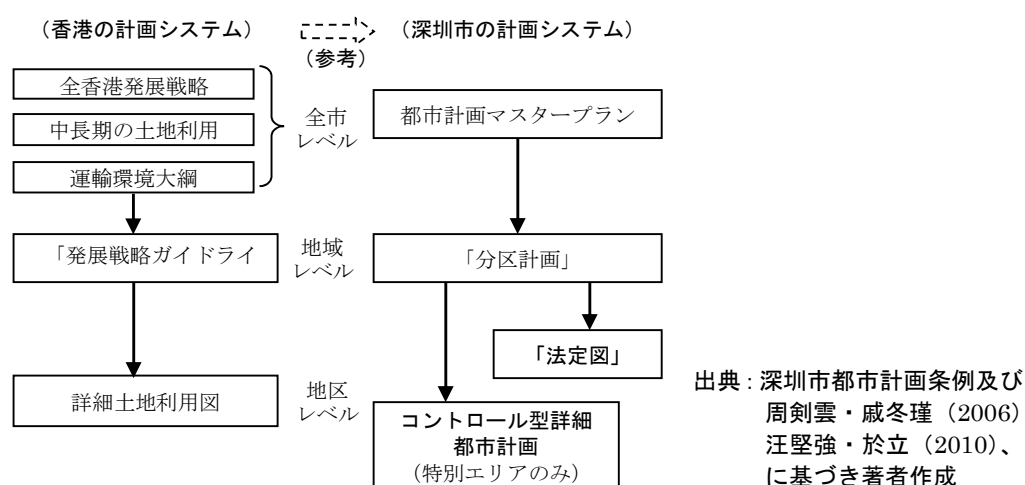 （香港の計画システム）
（参考）
（深圳市の計画システム）
全香港発展戦略
中長期の土地利用
運輸環境大綱
全市
レベル
都市計画マスタープラン
「発展戦略ガイドライ
地域
レベル
「分区計画」
「法定図」
詳細土地利用図
地区
レベル
コントロール型詳細
都市計画
（特別エリアのみ）
出典：深圳市都市計画条例及び
周剣雲・戚冬瑾（2006）
汪堅強・於立（2010）、
に基づき著者作成